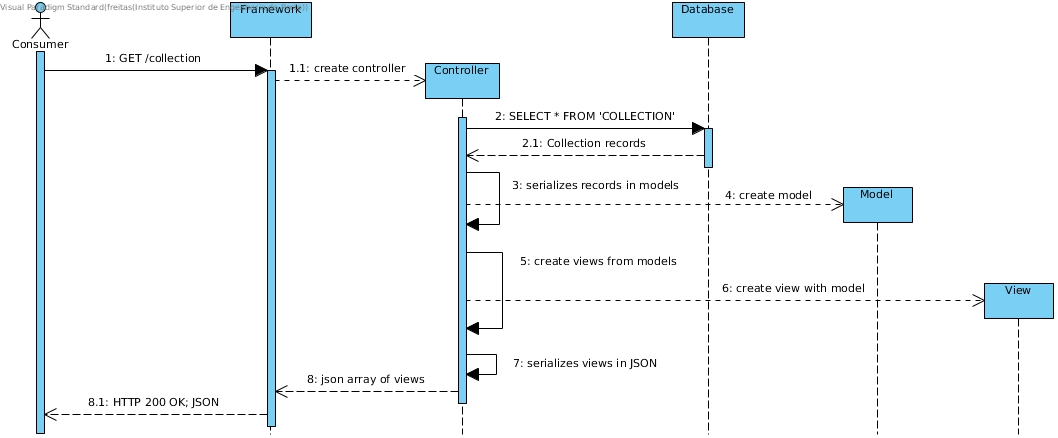 Visual Paradigm Standard(freitas(Instituto Superior de Engen
Framework
Database
Consumer
1: GET /collection
1.1: create controller
Controller
2: SELECT * FROM 'COLLECTION'
2.1: Collection records
3: serializes records in models
4: create model
Model
5: create views from models
6: create view with model
View
7: serializes views in JSON
8: json array of views
8.1: HTTP 200 OK; JSON